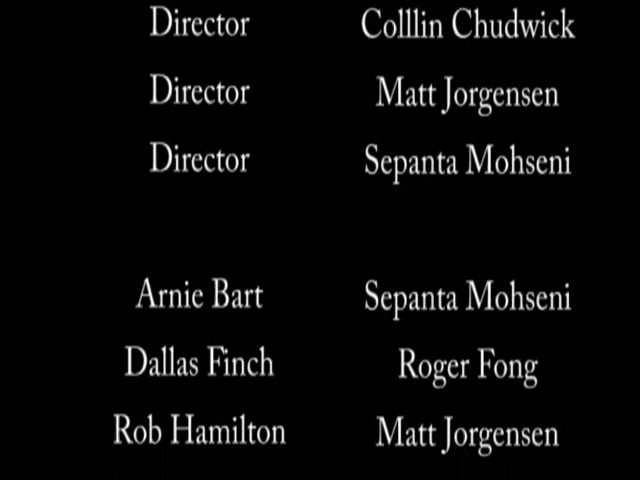 Director Colllin Chudwick
Director Matt Jorgensen
Director Sepanta Mohseni
Arnie Bart Sepanta Mohseni
Dallas Finch Roger Fong
Rob Hamilton Matt Jorgensen